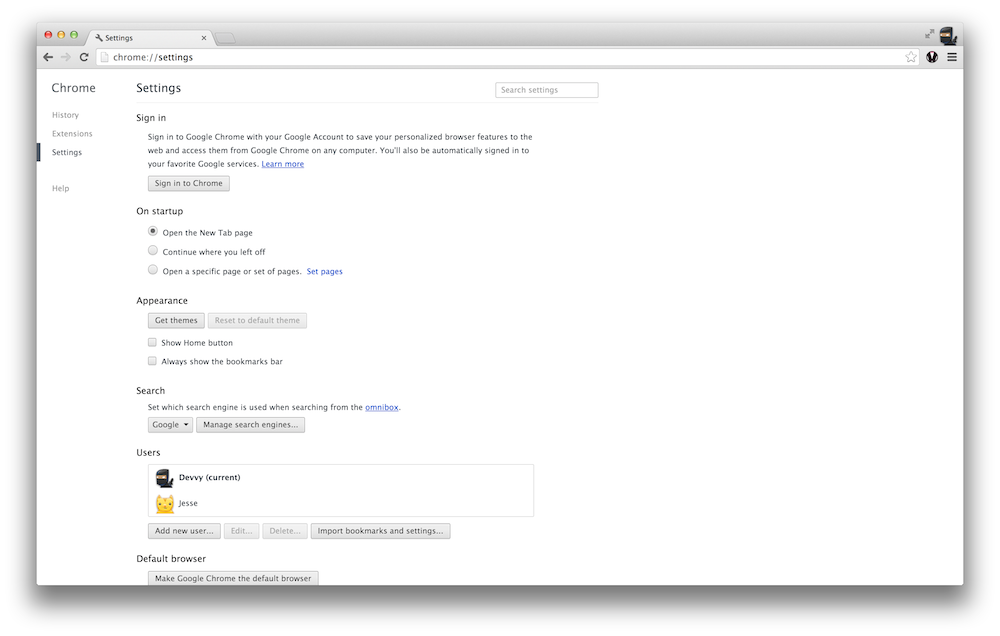 Settings
chrome://settings
Chrome
Settings
Search settings
History
Extensions
Settings
Help
Sign in
Sign in to Google Chrome with your Google Account to save your personalized browser features to the
web and access them from Google Chrome on any computer. You'll also be automatically signed in to
your favorite Google services. Learn more
Sign in to Chrome
On startup
Open the New Tab page
Continue where you left off
Open a specific page or set of pages. Set pages
Appearance
Get themes Reset to default theme
Show Home button
Always show the bookmarks bar
Search
Set which search engine is used when searching from the omnibox.
Google Manage search engines...
Users
Devvy (current)
Jesse
Add new user... Edit... Delete... Import bookmarks and settings...
Default browser
Make Google Chrome the default browser